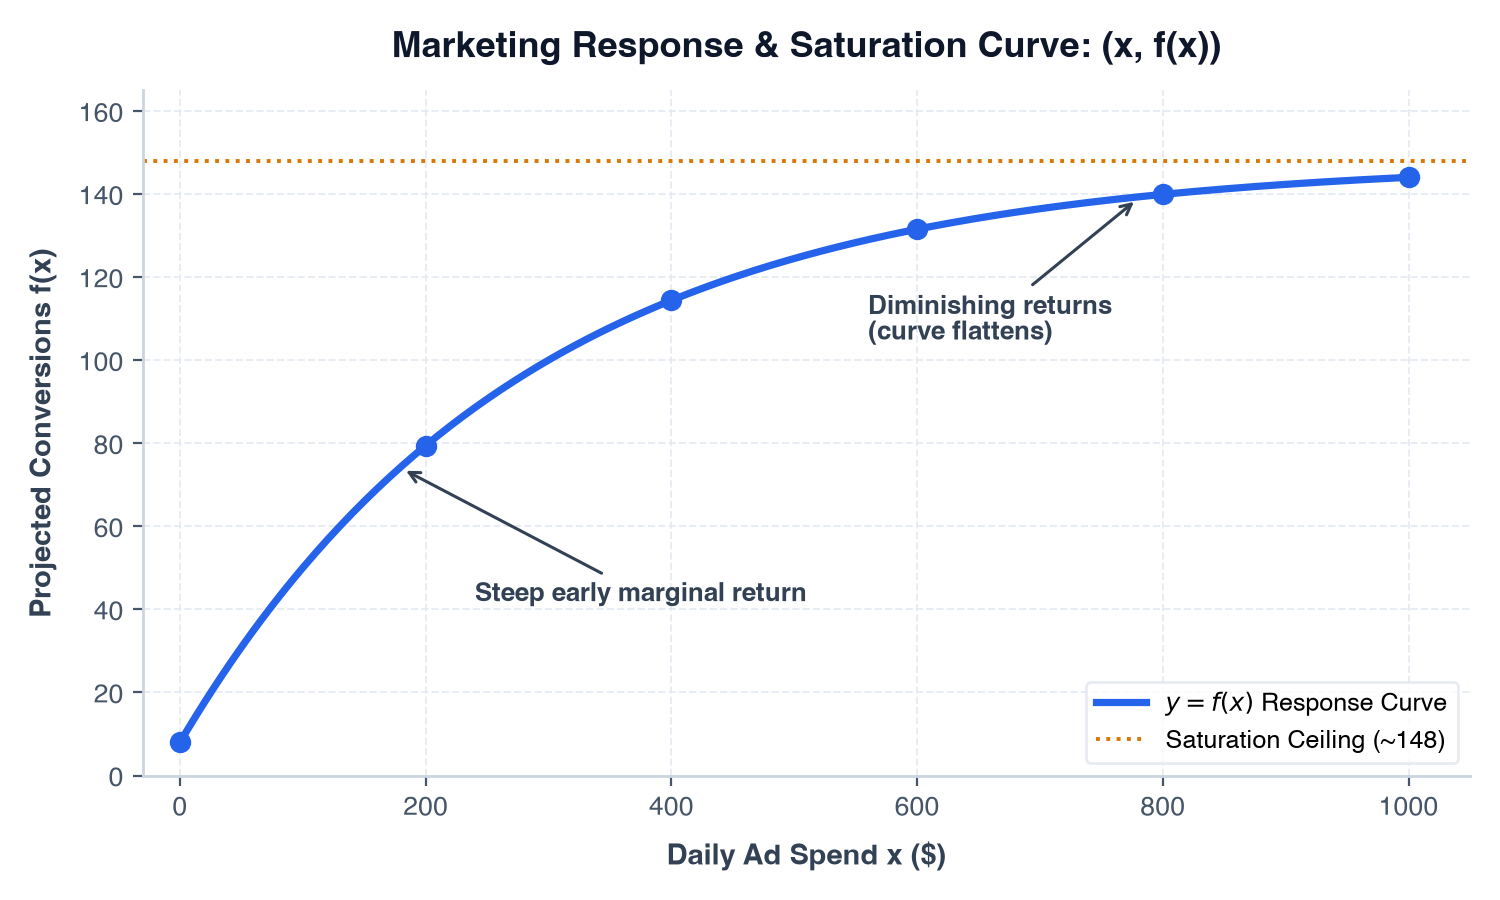 Marketing Response & Saturation Curve: (x, f(x))
Projected Conversions f(x)
160
140
120
100
80
60
40
20
0
Diminishing returns
(curve flattens)
Steep early marginal return
y = f(x) Response Curve
Saturation Ceiling (~148)
0 200 400 600 800 1000
Daily Ad Spend x ($)